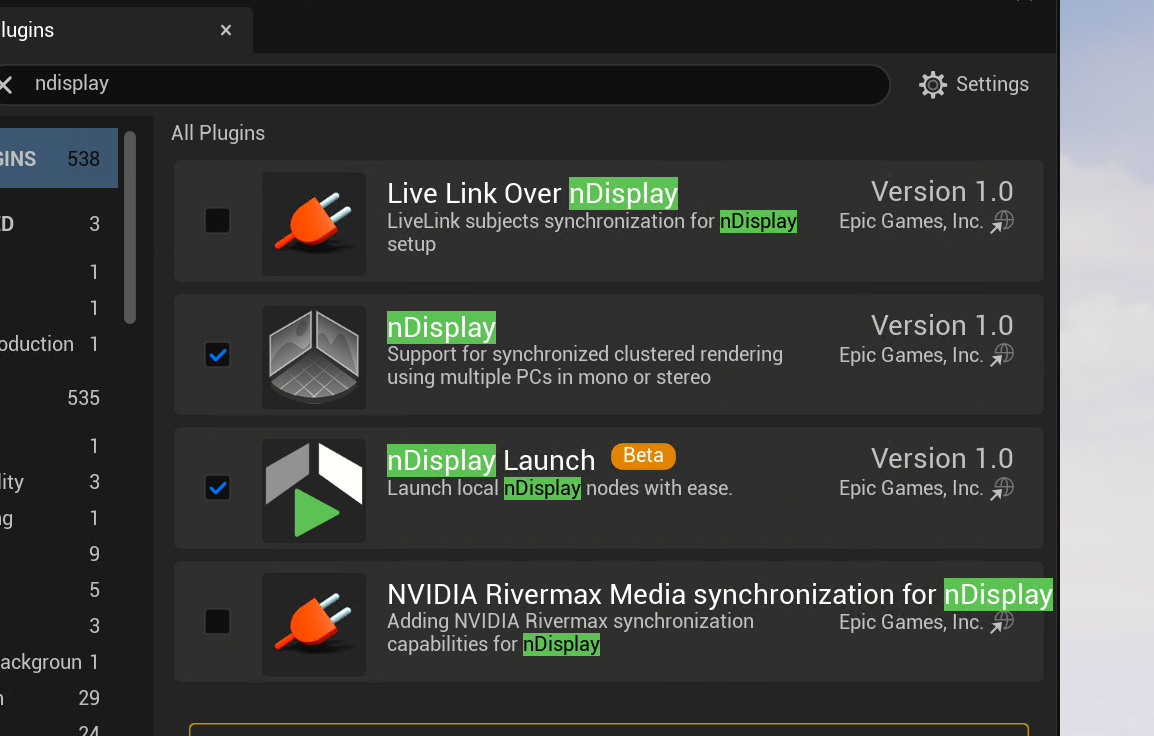 lugins
ndisplay
Settings
GINS 538
ED 3
1
1
oduction 1
535
1
lity 3
ng 1
9
5
3
ackgroun 1
n 29
24
All Plugins
Live Link Over nDisplay
Version 1.0
LiveLink subjects synchronization for nDisplay
setup
Epic Games, Inc.
nDisplay
Version 1.0
Support for synchronized clustered rendering
using multiple PCs in mono or stereo
Epic Games, Inc.
nDisplay Launch Beta
Version 1.0
Launch local nDisplay nodes with ease.
Epic Games, Inc.
NVIDIA Rivermax Media synchronization for nDisplay
Adding NVIDIA Rivermax synchronization
capabilities for nDisplay
Epic Games, Inc.